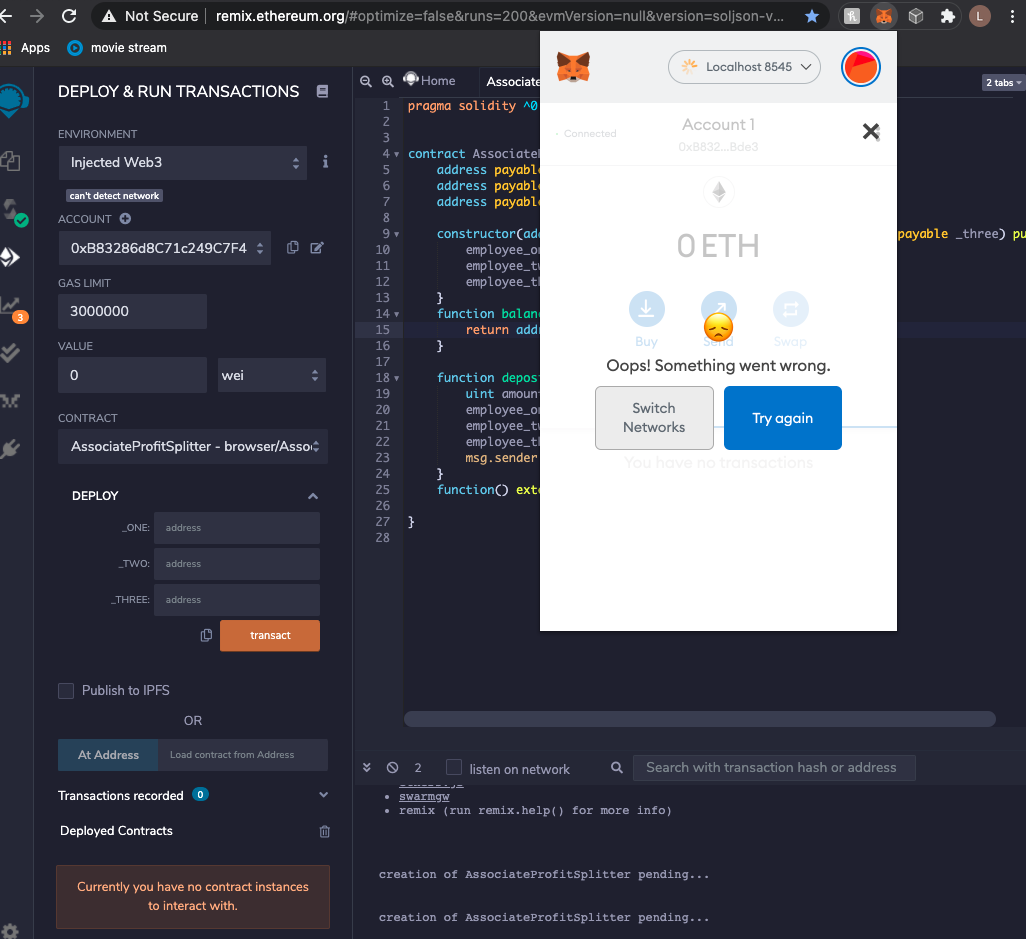 Not Secure
remix.ethereum.org/#optimize=false&runs=200&evmVersion=null&version=soljson-v...
L
Apps
movie stream
DEPLOY & RUN TRANSACTIONS
ENVIRONMENT
Injected Web3
can't detect network
ACCOUNT
0xB83286d8C71c249C7F4
GAS LIMIT
3000000
VALUE
0
wei
CONTRACT
AssociateProfitSplitter - browser/Asso
DEPLOY
_ONE:
address
_TWO:
address
_THREE:
address
transact
Publish to IPFS
OR
At Address
Load contract from Address
Transactions recorded 0
Deployed Contracts
Currently you have no contract instances
to interact with.
3
Home
Associate
2 tabs
1 pragma solidity ^0
2
3
4 contract Associate
5 address payabl
6 address payabl
7 address payabl
8
9 constructor(ad payable _three) pu
10 employee_o
11 employee_t
12 employee_t
13 }
14 function balan
15 return add
16 }
17
18 function depos
19 uint amoun
20 employee_o
21 employee_t
22 employee_t
23 msg.sender
24 }
25 function() ext
26
27 }
28
Localhost 8545
Connected
Account 1
0x8832...8de3
0 ETH
Buy
Send
Swap
Oops! Something went wrong.
Switch
Networks
Try again
You have no transactions
2
listen on network
Search with transaction hash or address
swarmgw
remix (run remix.help() for more info)
creation of AssociateProfitSplitter pending...
creation of AssociateProfitSplitter pending...